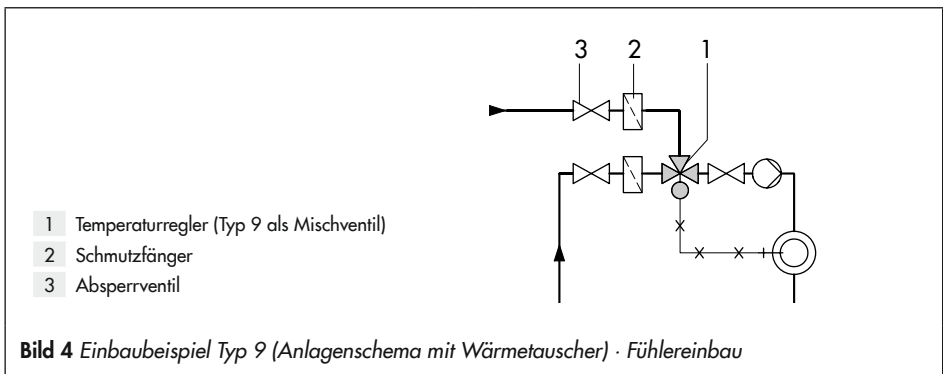 3 2 1
1 Temperaturregler (Typ 9 als Mischventil)
2 Schmutzfänger
3 Absperrventil
Bild 4 Einbaubeispiel Typ 9 (Anlagenschema mit Wärmetauscher) · Fühlereinbau